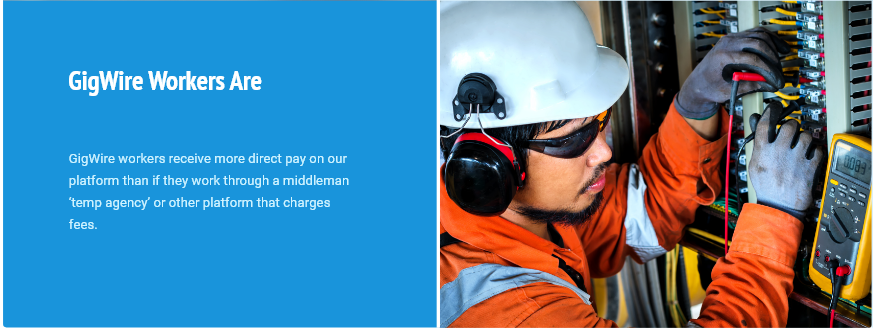 GigWire Workers Are
GigWire workers receive more direct pay on our
platform than if they work through a middleman
‘temp agency’ or other platform that charges
fees.